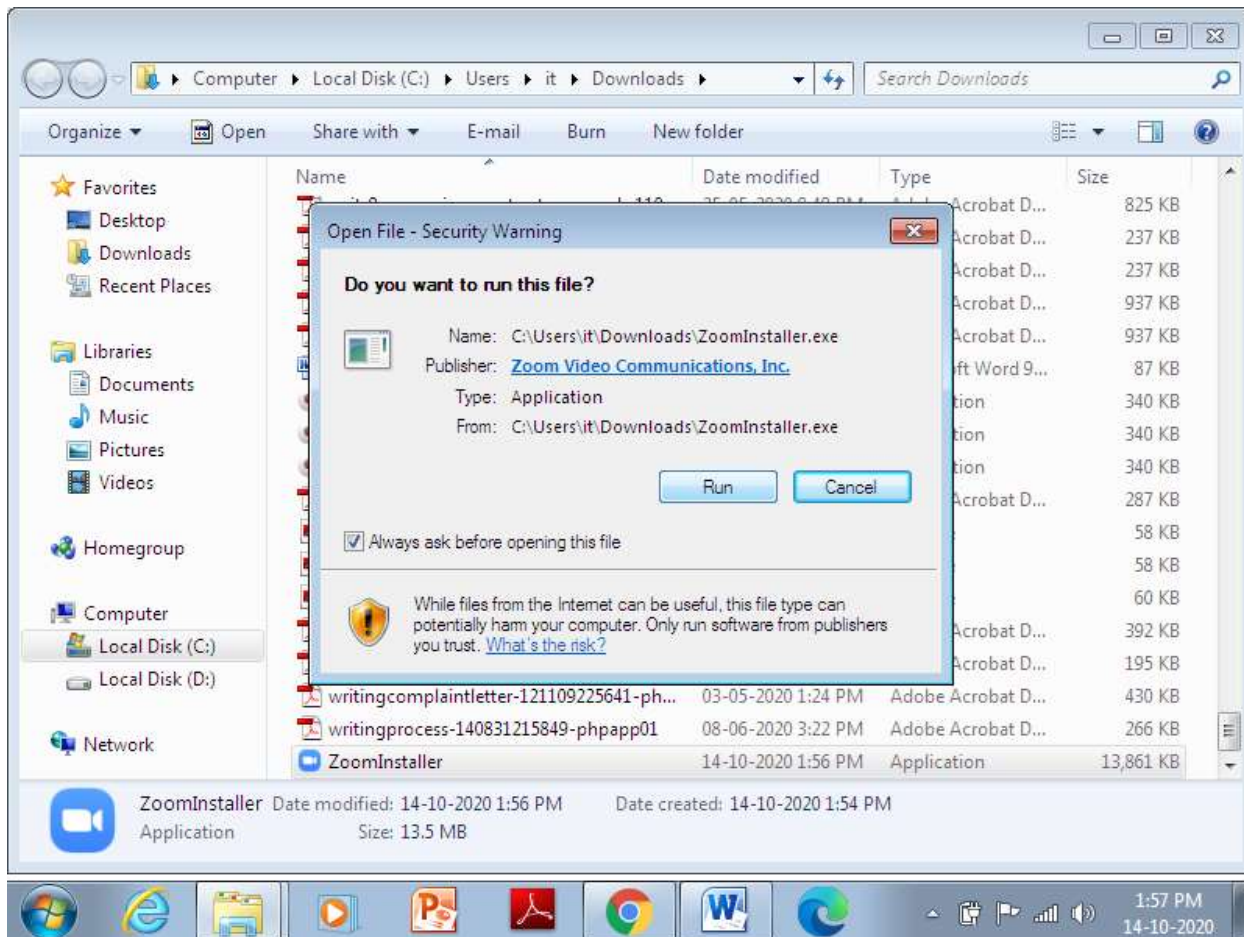 Computer ▸ Local Disk (C:) ▸ Users ▸ it ▸ Downloads ▸
Search Downloads
Organize Open Share with E-mail Burn New folder
Name Date modified Type Size
Favorites
Desktop
Downloads
Recent Places
Libraries
Documents
Music
Pictures
Videos
Homegroup
Computer
Local Disk (C:)
Local Disk (D:)
Network
Acrobat D... 825 KB
Acrobat D... 237 KB
Acrobat D... 237 KB
Acrobat D... 937 KB
Acrobat D... 937 KB
ft Word 9... 87 KB
tion 340 KB
tion 340 KB
tion 340 KB
Acrobat D... 287 KB
58 KB
58 KB
60 KB
Acrobat D... 392 KB
Acrobat D... 195 KB
writingcomplaintletter-121109225641-ph... 03-05-2020 1:24 PM Adobe Acrobat D... 430 KB
writingprocess-140831215849-phpapp01 08-06-2020 3:22 PM Adobe Acrobat D... 266 KB
ZoomInstaller 14-10-2020 1:56 PM Application 13,861 KB
Open File - Security Warning
Do you want to run this file?
Name: C:\Users\it\Downloads\ZoomInstaller.exe
Publisher: Zoom Video Communications, Inc.
Type: Application
From: C:\Users\it\Downloads\ZoomInstaller.exe
Run Cancel
Always ask before opening this file
While files from the Internet can be useful, this file type can
potentially harm your computer. Only run software from publishers
you trust. What's the risk?
ZoomInstaller Date modified: 14-10-2020 1:56 PM Date created: 14-10-2020 1:54 PM
Application Size: 13.5 MB
1:57 PM
14-10-2020